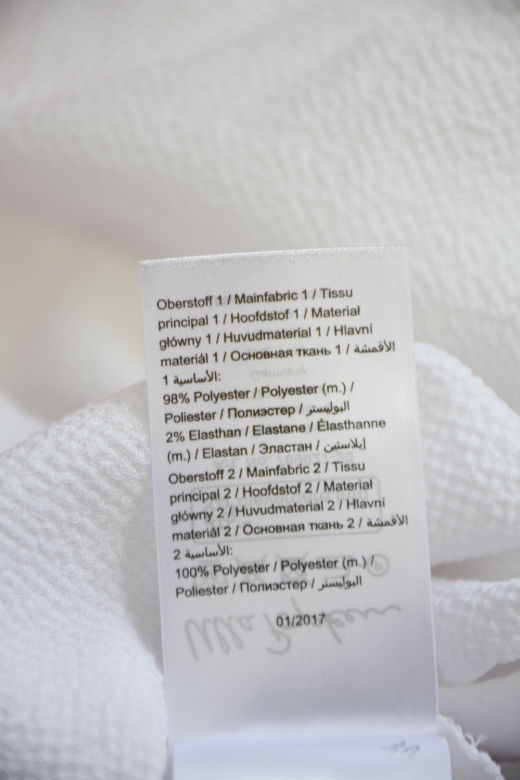 Oberstoff 1 / Mainfabric 1 / Tissu
principal 1 / Hoofdstof 1 / Materiał
główny 1 / Huvudmaterial 1 / Hlavní
materiál 1 / Основная ткань 1 / الأقمشة
الأساسية 1:
98% Polyester / Polyester (m.) /
Poliester / Полиэстер / البوليستر
2% Elasthan / Elastane / Élasthanne
(m.) / Elastan / Эластан / إيلاستين
Oberstoff 2 / Mainfabric 2 / Tissu
principal 2 / Hoofdstof 2 / Materiał
główny 2 / Huvudmaterial 2 / Hlavní
materiál 2 / Основная ткань 2 / الأقمشة
الأساسية 2:
100% Polyester / Polyester (m.) /
Poliester / Полиэстер / البوليستر
01/2017
Germany
Ulla Popken